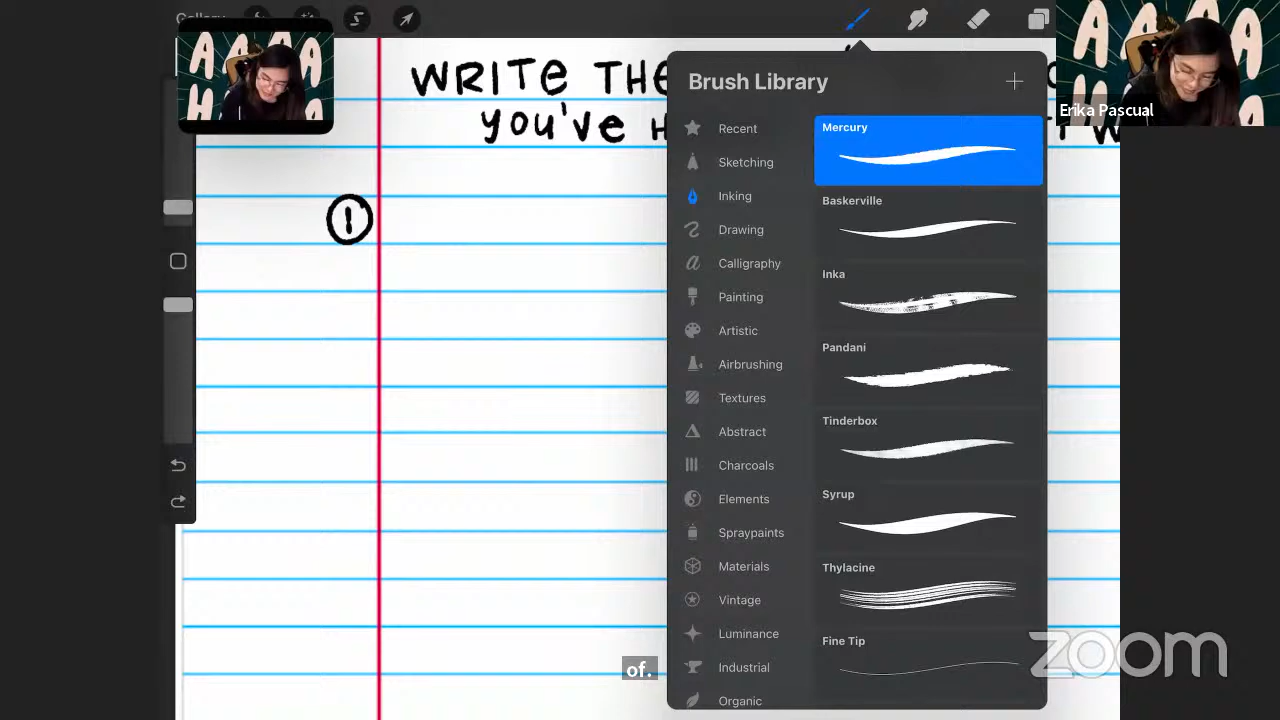 Gallery
WRITE THE
YOU'VE H
1
Brush Library
Recent
Sketching
Inking
Drawing
Calligraphy
Painting
Artistic
Airbrushing
Textures
Abstract
Charcoals
Elements
Spraypaints
Materials
Vintage
Luminance
Industrial
Organic
Mercury
Baskerville
Inka
Pandani
Tinderbox
Syrup
Thylacine
Fine Tip
Erika Pascual
of.
zoom